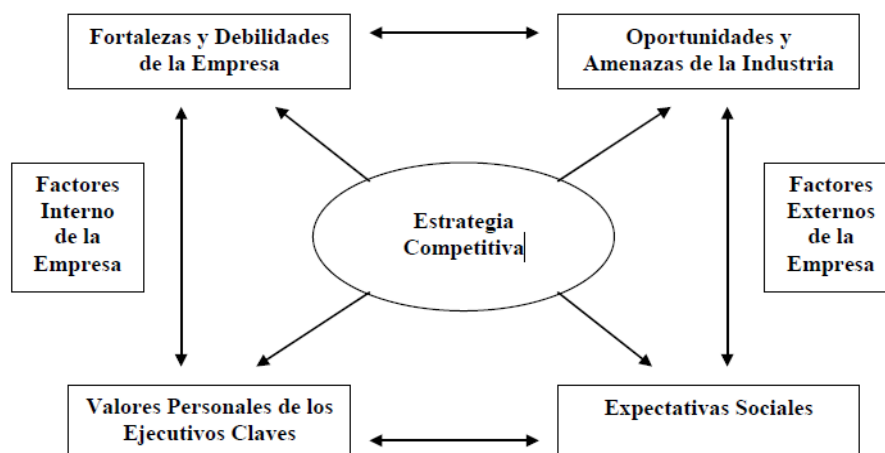 Fortalezas y Debilidades
de la Empresa
Oportunidades y
Amenazas de la Industria
Factores
Interno
de la
Empresa
Estrategia
Competitiva
Factores
Externos
de la
Empresa
Valores Personales de los
Ejecutivos Claves
Expectativas Sociales